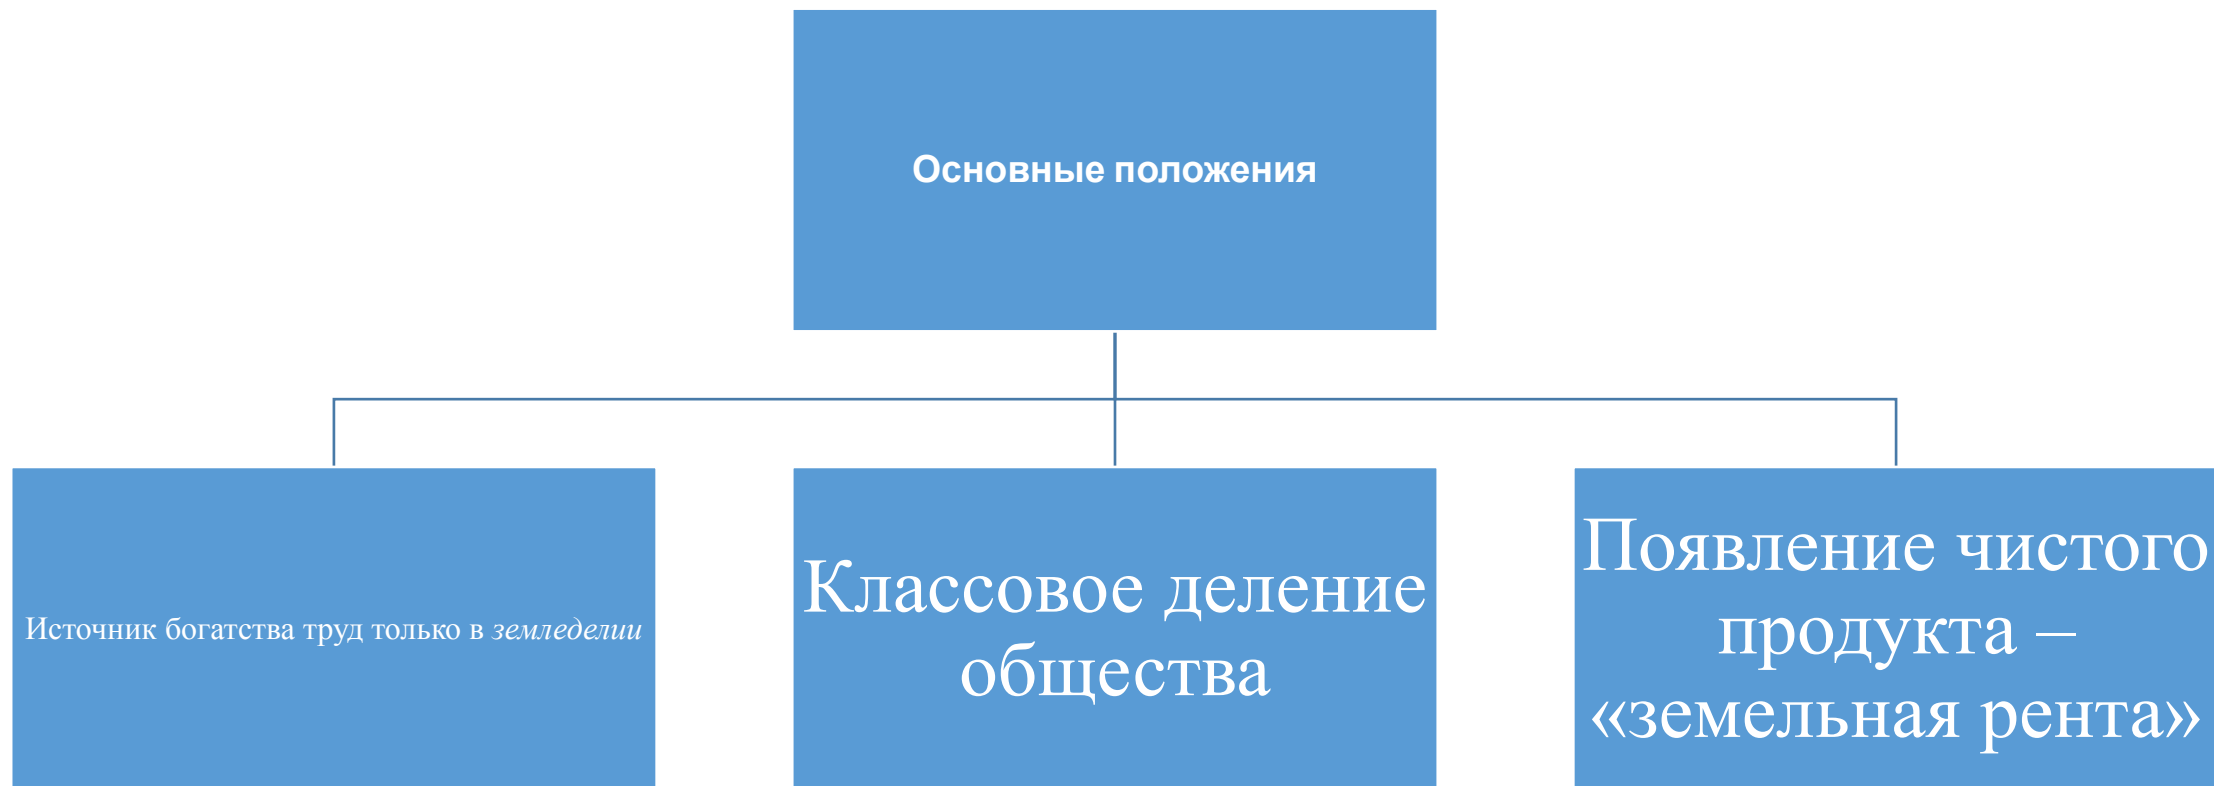 Основные положения
Источник богатства труд только в земледелии
Классовое деление
общества
Появление чистого
продукта –
«земельная рента»